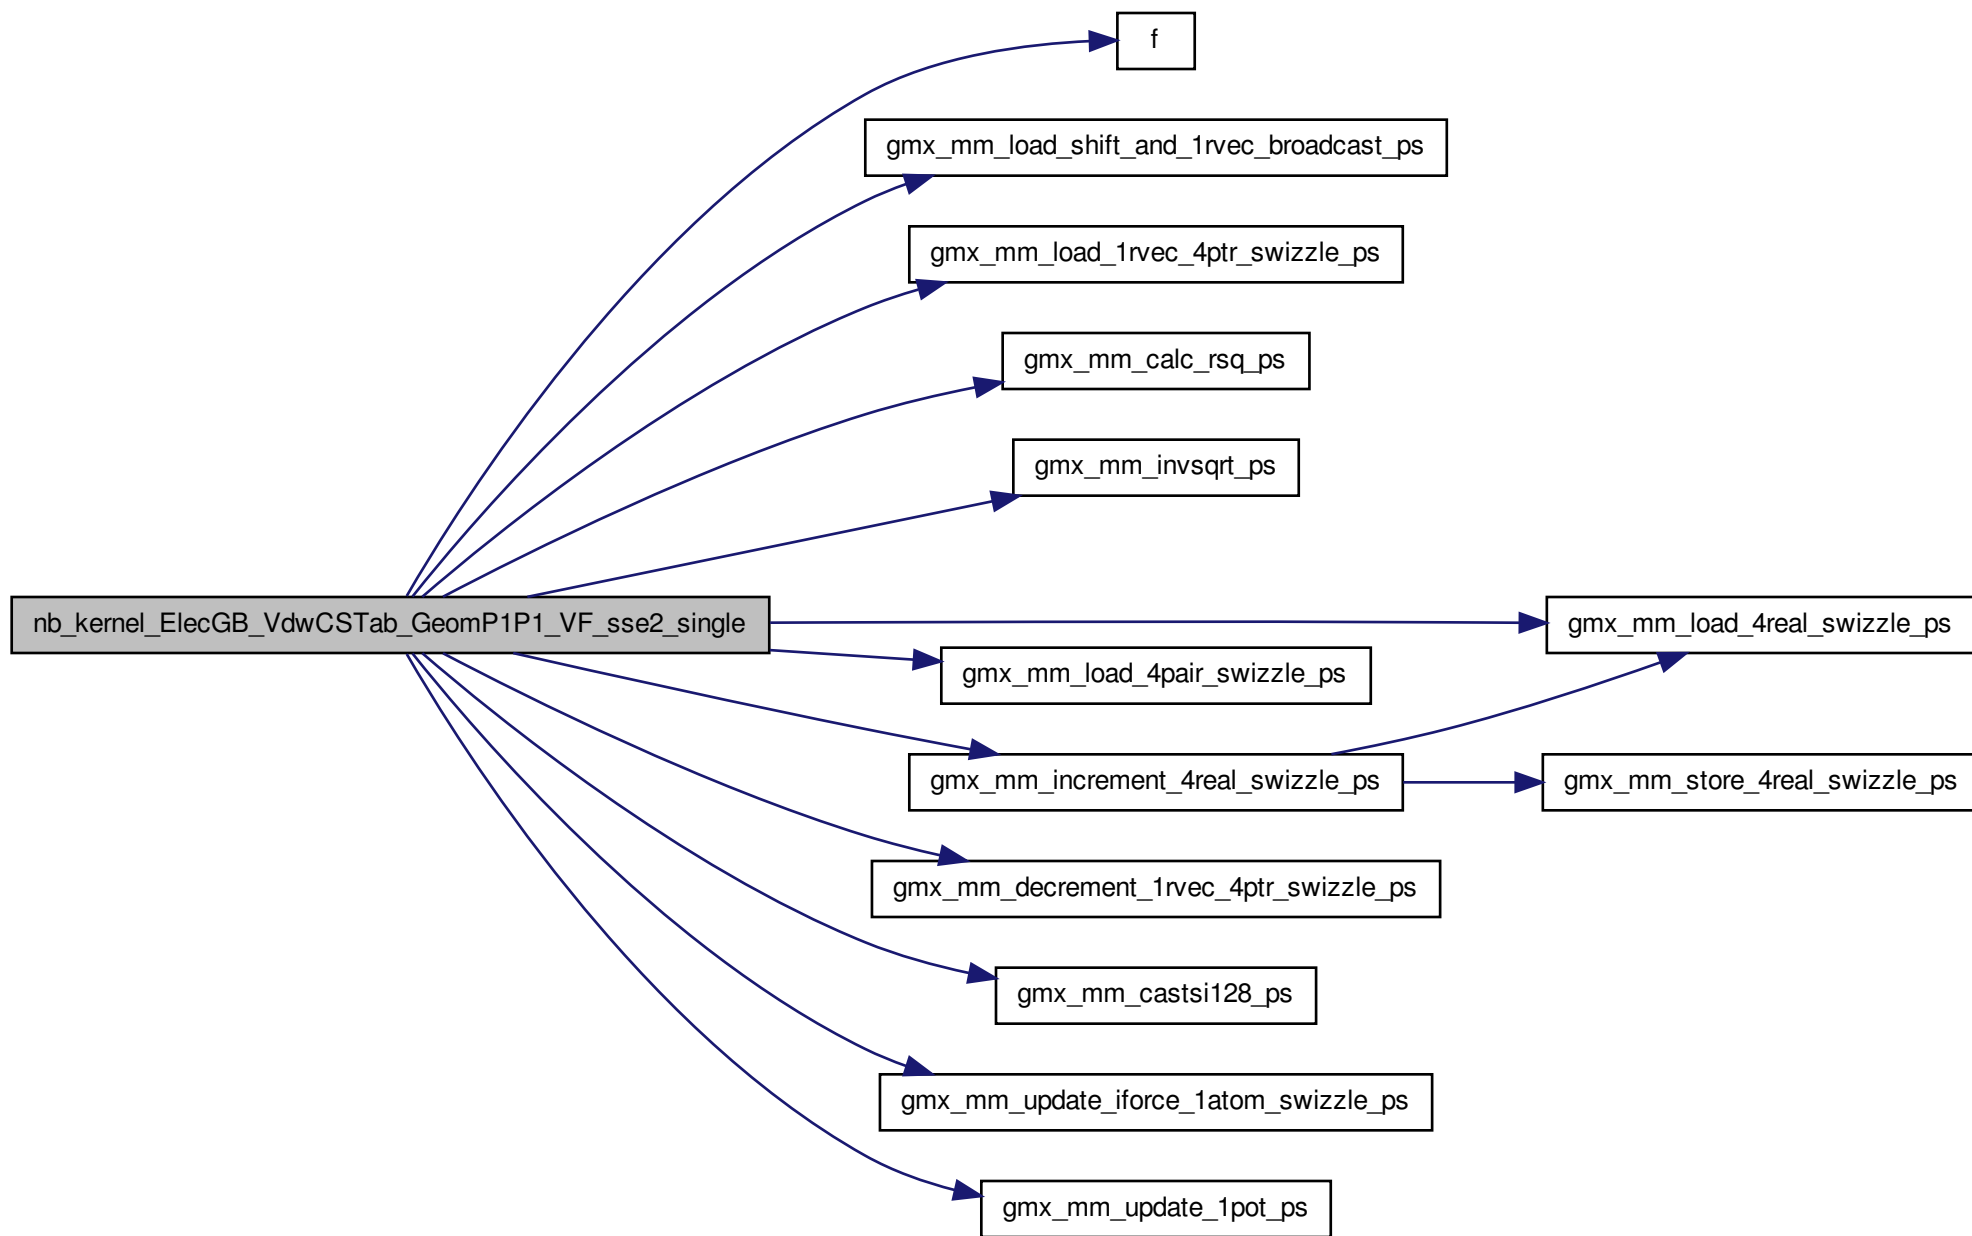 f
gmx_mm_load_shift_and_1rvec_broadcast_ps
gmx_mm_load_1rvec_4ptr_swizzle_ps
gmx_mm_calc_rsq_ps
gmx_mm_invsqrt_ps
nb_kernel_ElecGB_VdwCSTab_GeomP1P1_VF_sse2_single
gmx_mm_load_4real_swizzle_ps
gmx_mm_load_4pair_swizzle_ps
gmx_mm_increment_4real_swizzle_ps
gmx_mm_store_4real_swizzle_ps
gmx_mm_decrement_1rvec_4ptr_swizzle_ps
gmx_mm_castsi128_ps
gmx_mm_update_iforce_1atom_swizzle_ps
gmx_mm_update_1pot_ps